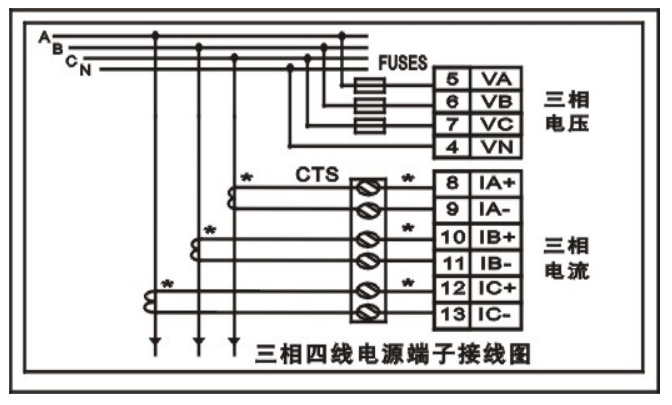 A
B
C
N
FUSES
5 VA
6 VB
7 VC
4 VN
三相
电压
CTS
* * 8 IA+
9 IA-
* * 10 IB+
11 IB-
* * 12 IC+
13 IC-
三相
电流
三相四线电源端子接线图